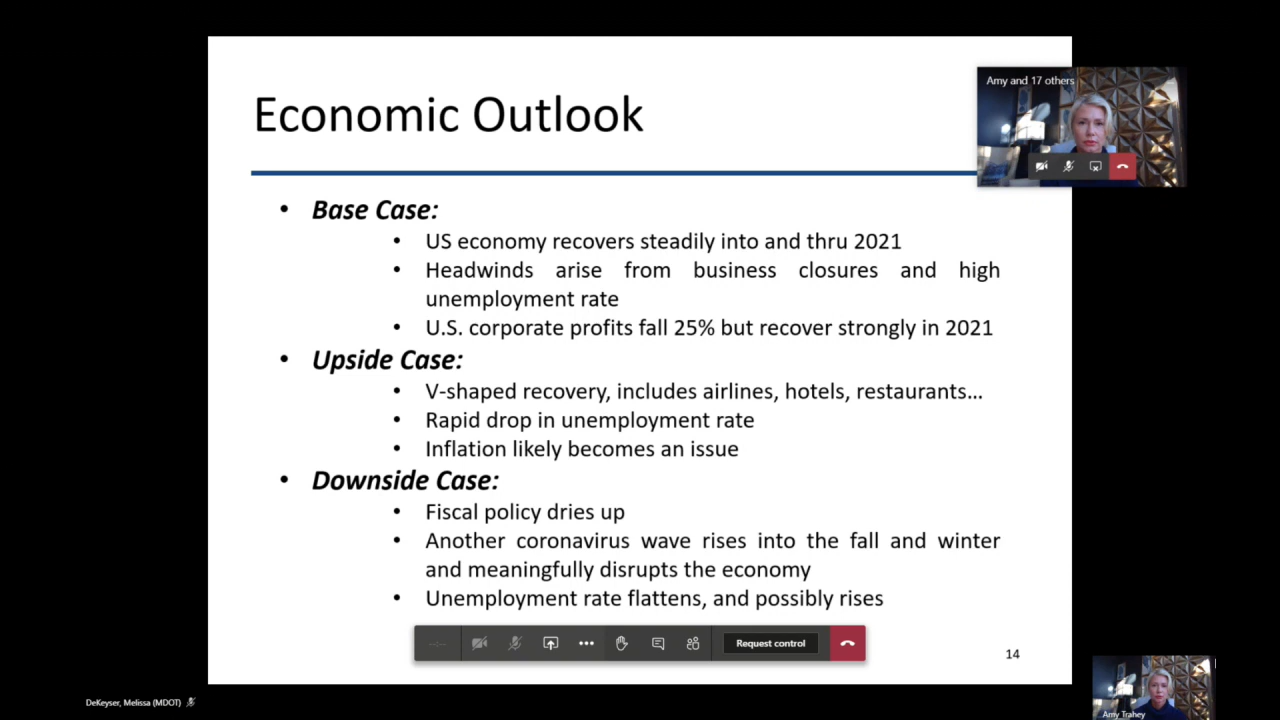 Economic Outlook
Amy and 17 others
• Base Case:
• US economy recovers steadily into and thru 2021
• Headwinds arise from business closures and high
unemployment rate
• U.S. corporate profits fall 25% but recover strongly in 2021
• Upside Case:
• V-shaped recovery, includes airlines, hotels, restaurants…
• Rapid drop in unemployment rate
• Inflation likely becomes an issue
• Downside Case:
• Fiscal policy dries up
• Another coronavirus wave rises into the fall and winter
and meaningfully disrupts the economy
• Unemployment rate flattens, and possibly rises
--:--
Request control
14
DeKeyser, Melissa (MDOT)
Amy Trahey